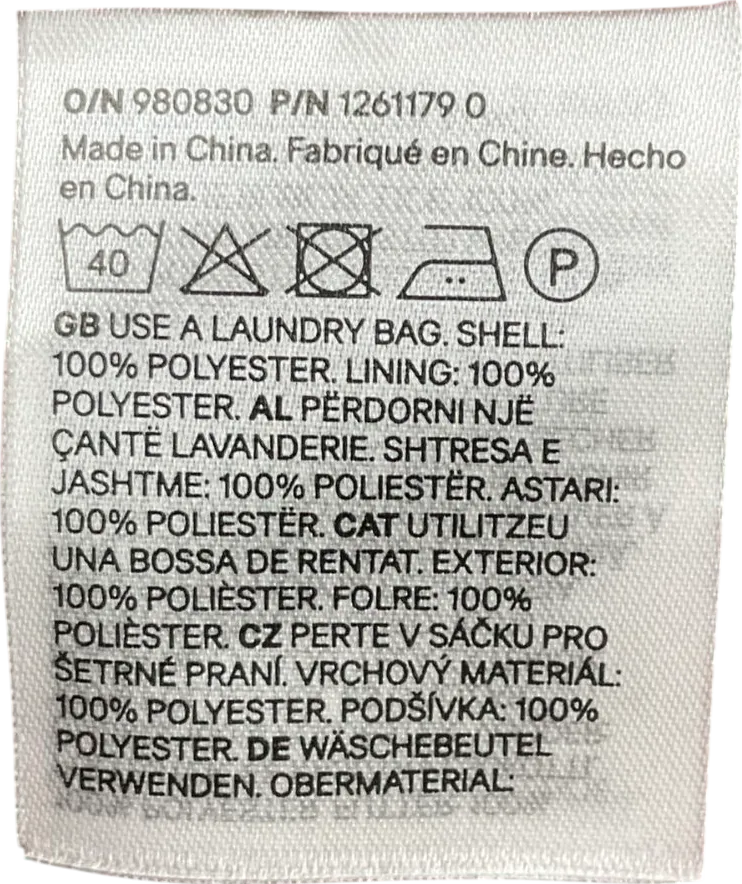 O/N 980830 P/N 1261179 0
Made in China. Fabriqué en Chine. Hecho
en China.
40 P
GB USE A LAUNDRY BAG. SHELL:
100% POLYESTER. LINING: 100%
POLYESTER. AL PËRDORNI NJË
ÇANTË LAVANDERIE. SHTRESA E
JASHTME: 100% POLIESTËR. ASTARI:
100% POLIESTËR. CAT UTILITZEU
UNA BOSSA DE RENTAT. EXTERIOR:
100% POLIÈSTER. FOLRE: 100%
POLIÈSTER. CZ PERTE V SÁČKU PRO
ŠETRNÉ PRANÍ. VRCHOVÝ MATERIÁL:
100% POLYESTER. PODŠÍVKA: 100%
POLYESTER. DE WÄSCHEBEUTEL
VERWENDEN. OBERMATERIAL: